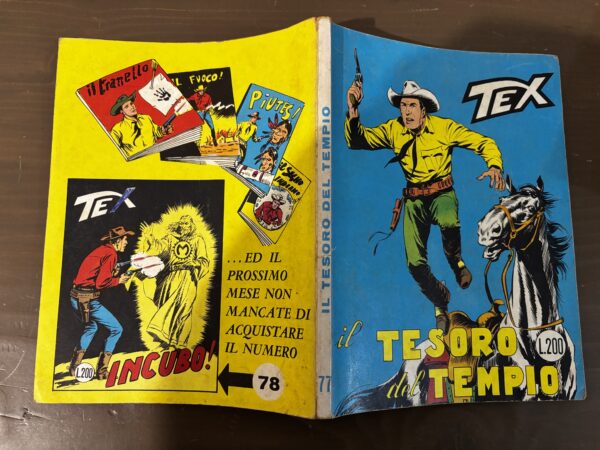 il tranello
IL FUOCO!
PIUTES!
TEX
... ED IL
PROSSIMO
MESE NON
MANCATE DI
ACQUISTARE
IL NUMERO
78
M
L.200
INCUBO!
IL TESORO DEL TEMPIO
77
TEX
il TESORO
L.200
del TEMPIO